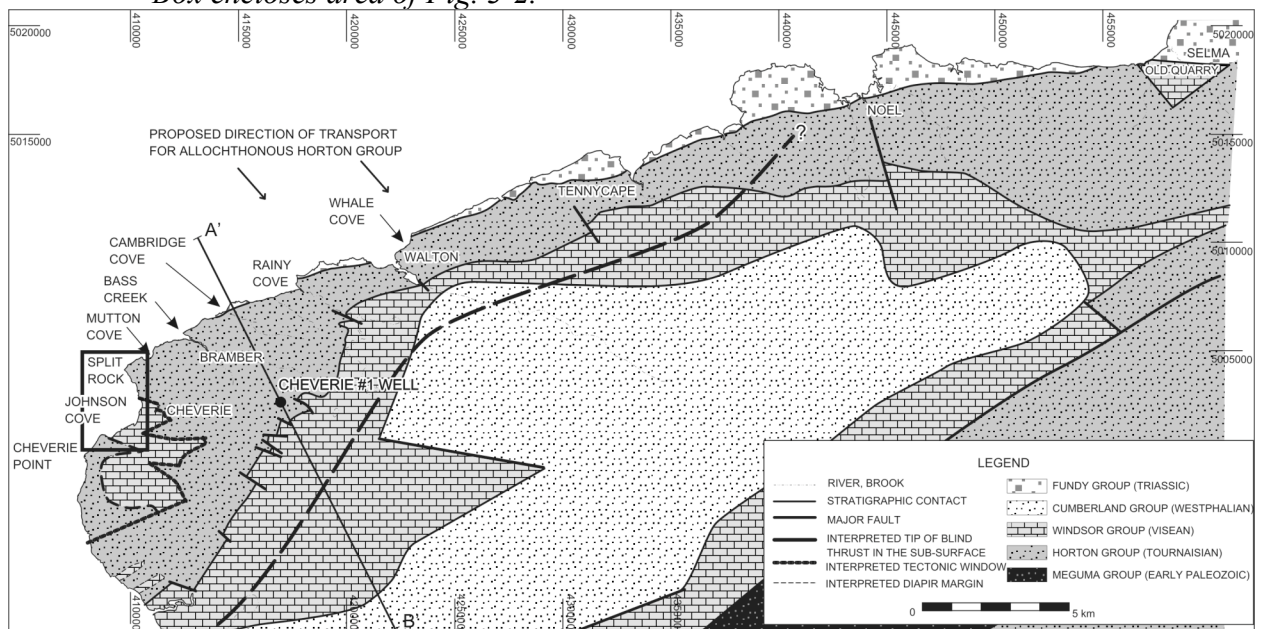 Box encloses area of Fig. 3-2.
410000
415000
420000
425000
430000
435000
440000
445000
450000
455000
5020000
5020000
SELMA
OLD QUARRY
NOEL
5015000
5015000
PROPOSED DIRECTION OF TRANSPORT
FOR ALLOCHTHONOUS HORTON GROUP
?
TENNYCAPE
WHALE
COVE
A'
CAMBRIDGE
COVE
WALTON
5010000
RAINY
COVE
BASS
CREEK
MUTTON
COVE
BRAMBER
5005000
SPLIT
ROCK
CHEVERIE #1 WELL
JOHNSON
COVE
CHEVERIE
CHEVERIE
POINT
LEGEND
RIVER, BROOK
STRATIGRAPHIC CONTACT
MAJOR FAULT
INTERPRETED TIP OF BLIND
THRUST IN THE SUB-SURFACE
INTERPRETED TECTONIC WINDOW
INTERPRETED DIAPIR MARGIN
FUNDY GROUP (TRIASSIC)
CUMBERLAND GROUP (WESTPHALIAN)
WINDSOR GROUP (VISEAN)
HORTON GROUP (TOURNAISIAN)
MEGUMA GROUP (EARLY PALEOZOIC)
0
5 km
410000
420000
B
425000
430000
435000